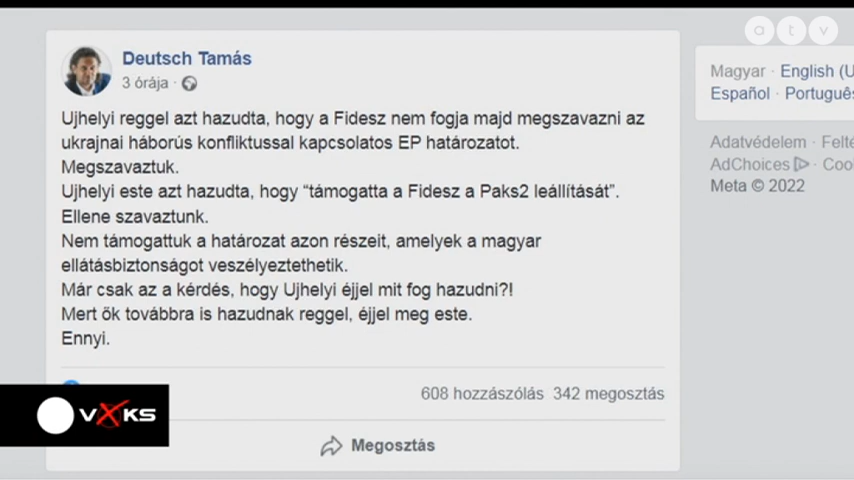 atv
Deutsch Tamás
3 órája ·
Ujhelyi reggel azt hazudta, hogy a Fidesz nem fogja majd megszavazni az
ukrajnai háborús konfliktussal kapcsolatos EP határozatot.
Megszavaztuk.
Ujhelyi este azt hazudta, hogy “támogatta a Fidesz a Paks2 leállítását”.
Ellene szavaztunk.
Nem támogattuk a határozat azon részeit, amelyek a magyar
ellátásbiztonságot veszélyeztethetik.
Már csak az a kérdés, hogy Ujhelyi éjjel mit fog hazudni?!
Mert ők továbbra is hazudnak reggel, éjjel meg este.
Ennyi.
608 hozzászólás 342 megosztás
Megosztás
Magyar · English (U
Español · Português
Adatvédelem · Felté
AdChoices · Coo
Meta © 2022
VXKS